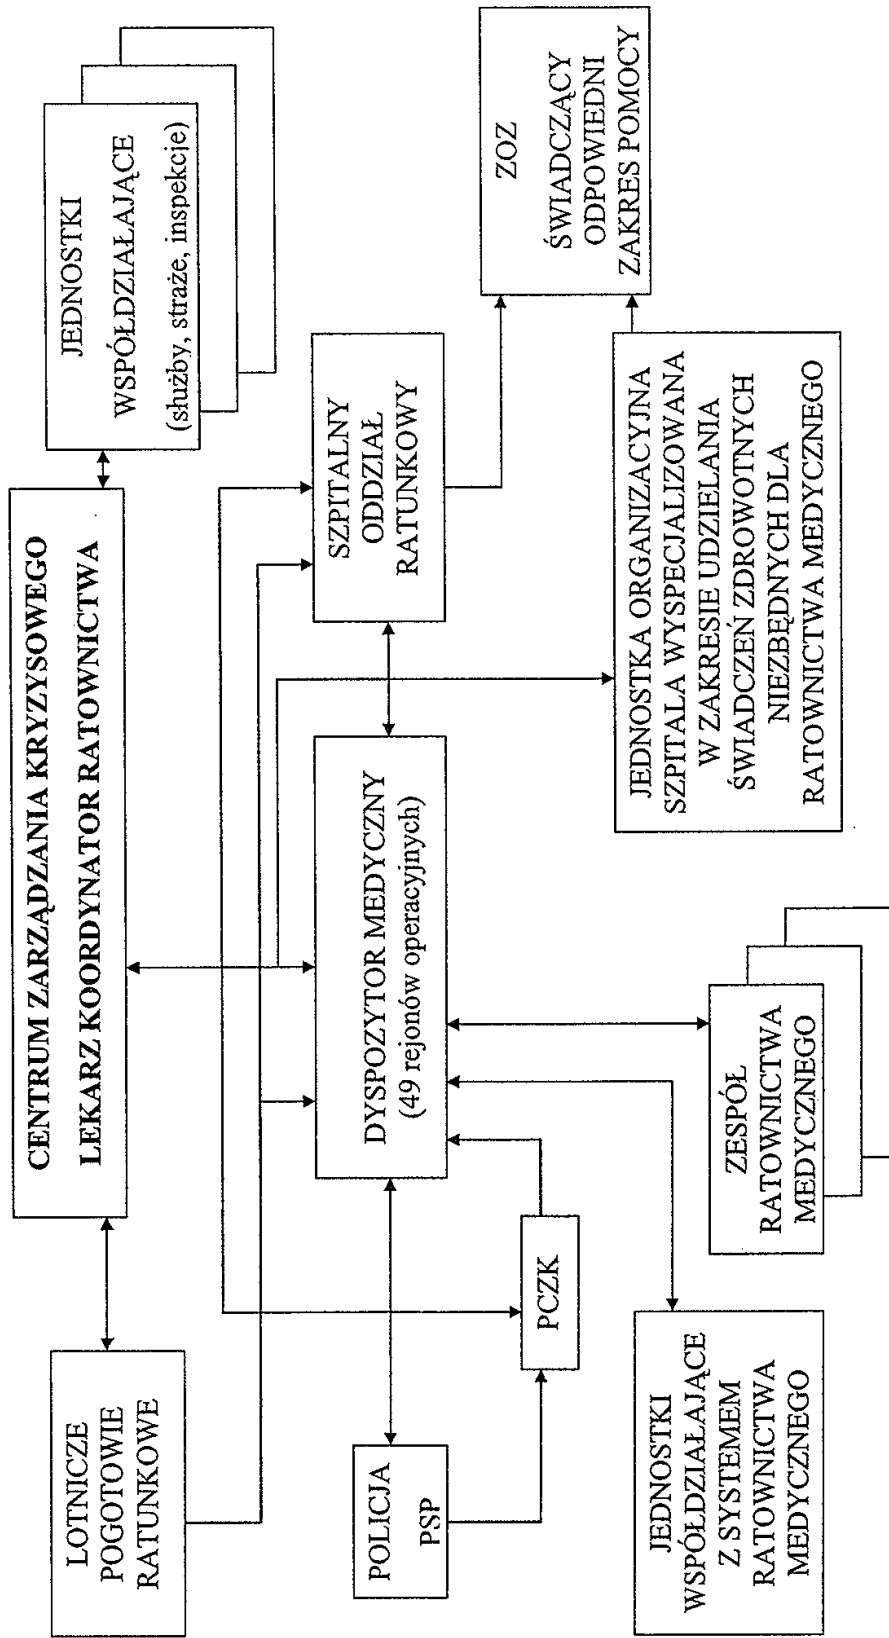 CENTRUM ZARZĄDZANIA KRYZYSOWEGO
LEKARZ KOORDYNATOR RATOWNICTWA
LOTNICZE
POGOTOWIE
RATUNKOWE
JEDNOSTKI
WSPÓŁDZIAŁAJĄCE
(służby, straże, inspekcje)
POLICJA
PSP
DYSPOZYTOR MEDYCZNY
(49 rejonów operacyjnych)
SZPITALNY
ODDZIAŁ
RATUNKOWY
ZOZ
ŚWIADCZĄCY
ODPOWIEDNI
ZAKRES POMOCY
PCZK
JEDNOSTKI
WSPÓŁDZIAŁAJĄCE
Z SYSTEMEM
RATOWNICTWA
MEDYCZNEGO
ZESPÓŁ
RATOWNICTWA
MEDYCZNEGO
JEDNOSTKA ORGANIZACYJNA
SZPITALA WYSPECJALIZOWANA
W ZAKRESIE UDZIELANIA
ŚWIADCZEŃ ZDROWOTNYCH
NIEZBĘDNYCH DLA
RATOWNICTWA MEDYCZNEGO